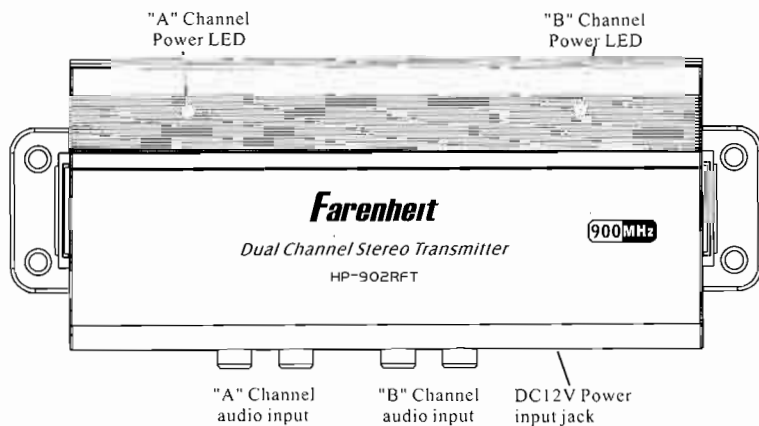 "A" Channel
Power LED
"B" Channel
Power LED
Farenheit
900MHz
Dual Channel Stereo Transmitter
HP-902RFT
"A" Channel
audio input
"B" Channel
audio input
DC12V Power
input jack